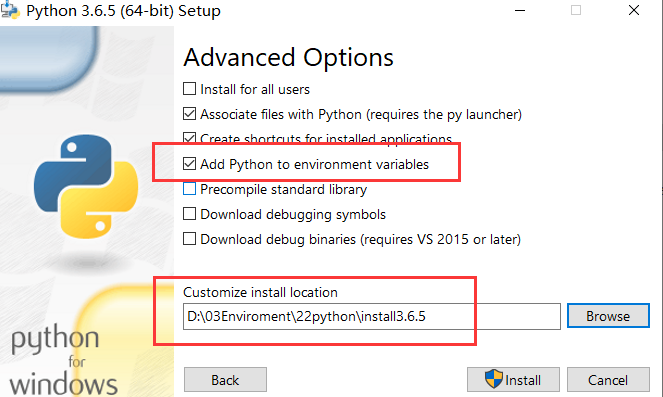 Python 3.6.5 (64-bit) Setup
Advanced Options
Install for all users
Associate files with Python (requires the py launcher)
Create shortcuts for installed applications
Add Python to environment variables
Precompile standard library
Download debugging symbols
Download debug binaries (requires VS 2015 or later)
Customize install location
D:\03Enviroment\22python\install3.6.5
Browse
python
for
windows
Back
Install
Cancel